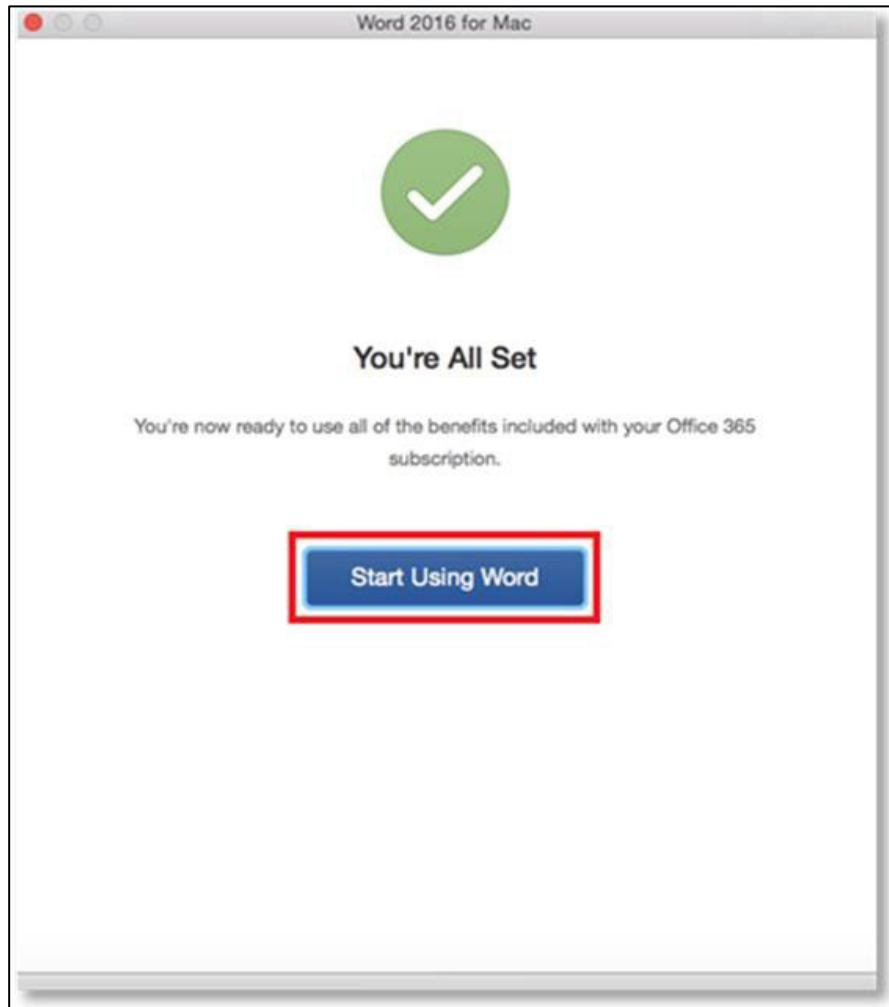 Word 2016 for Mac
You're All Set
You're now ready to use all of the benefits included with your Office 365
subscription.
Start Using Word